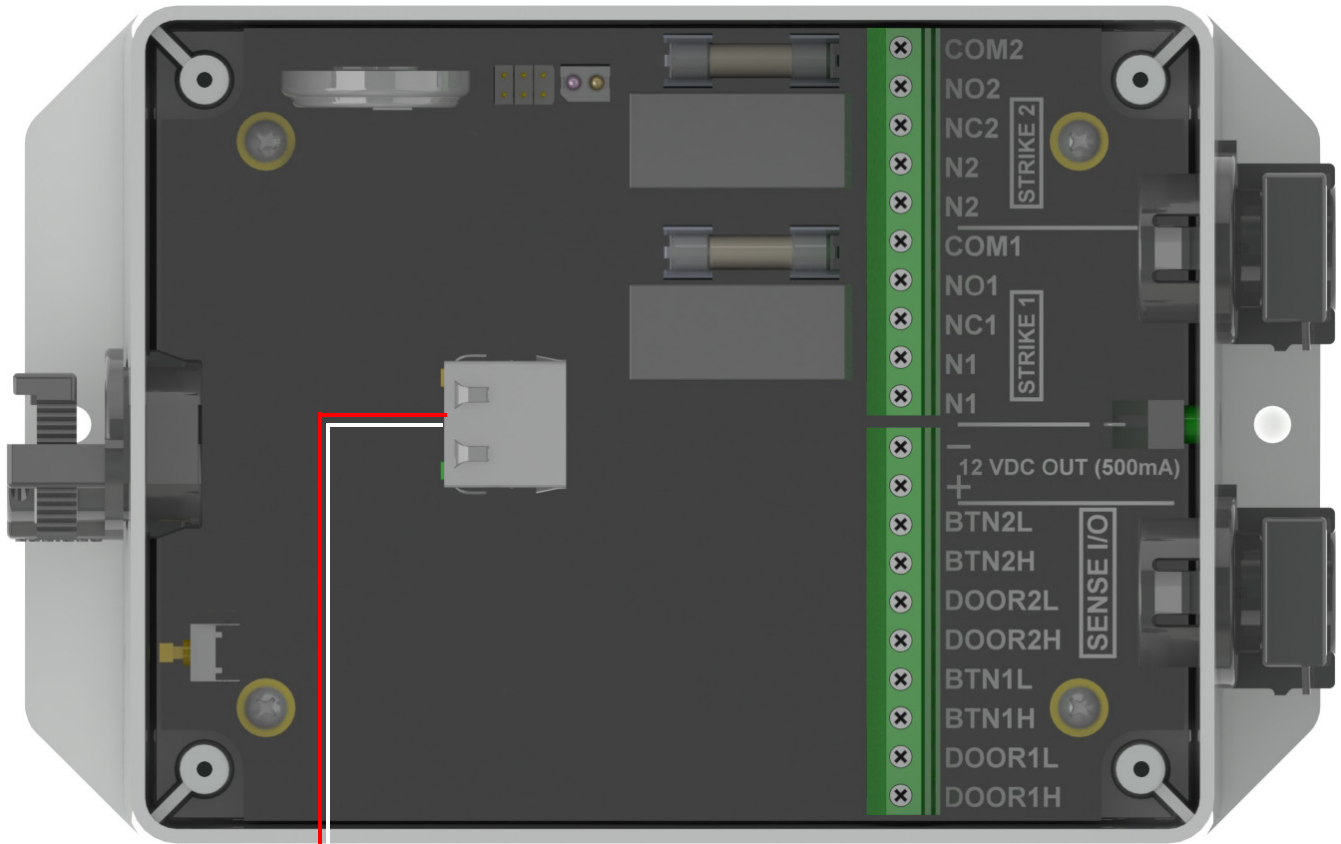 COM2
NO2
NC2
N2
N2
STRIKE 2
COM1
NO1
NC1
N1
N1
STRIKE 1
−
12 VDC OUT (500mA)
+
BTN2L
BTN2H
DOOR2L
DOOR2H
BTN1L
BTN1H
DOOR1L
DOOR1H
SENSE I/O